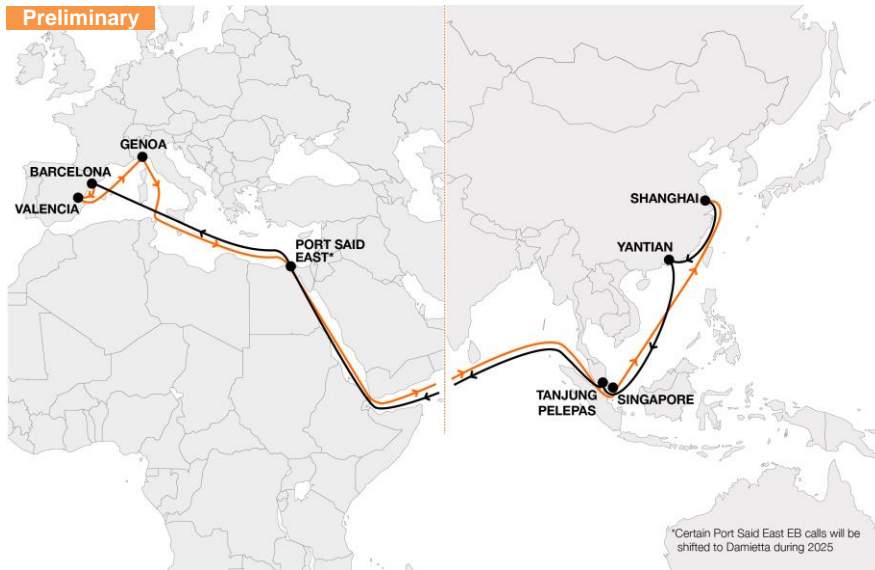 Preliminary
GENOA
BARCELONA
VALENCIA
PORT SAID
EAST*
SHANGHAI
YANTIAN
TANJUNG
PELEPAS
SINGAPORE
*Certain Port Said East EB calls will be
shifted to Damietta during 2025